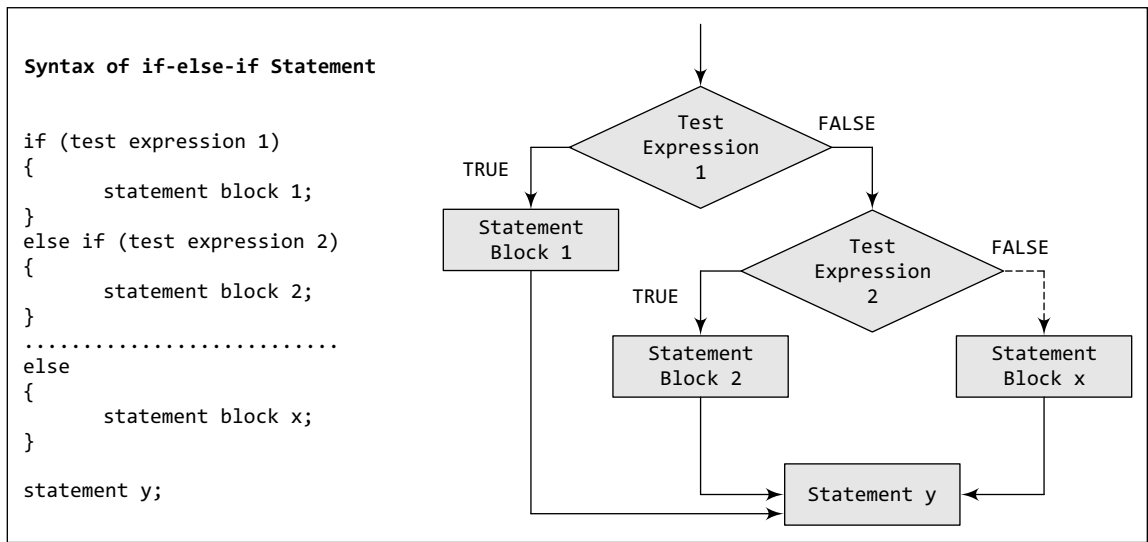 Syntax of if-else-if Statement
if (test expression 1)
{
statement block 1;
}
else if (test expression 2)
{
statement block 2;
}
...........................
else
{
statement block x;
}
statement y;
Test
Expression
1
FALSE
TRUE
Statement
Block 1
Test
Expression
2
FALSE
TRUE
Statement
Block 2
Statement
Block x
Statement y